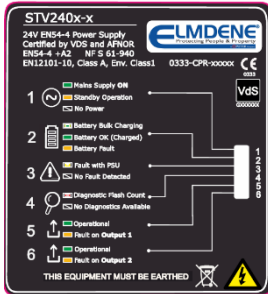 STV240x-x
24V EN54-4 Power Supply
Certified by VDS and AFNOR
EN54-4 +A2 NF S 61-940
EN12101-10, Class A, Env. Class1
ELMDENE
Protecting People & Property
0333-CPR-xxxxx CE
0333
VdS
1 Mains Supply ON
Standby Operation
No Power
2 Battery Bulk Charging
Battery OK (Charged)
Battery Fault
3 Fault with PSU
No Fault Detected
4 Diagnostic Flash Count
No Diagnostics Available
5 Operational
Fault on Output 1
6 Operational
Fault on Output 2
1
2
3
4
5
6
THIS EQUIPMENT MUST BE EARTHED